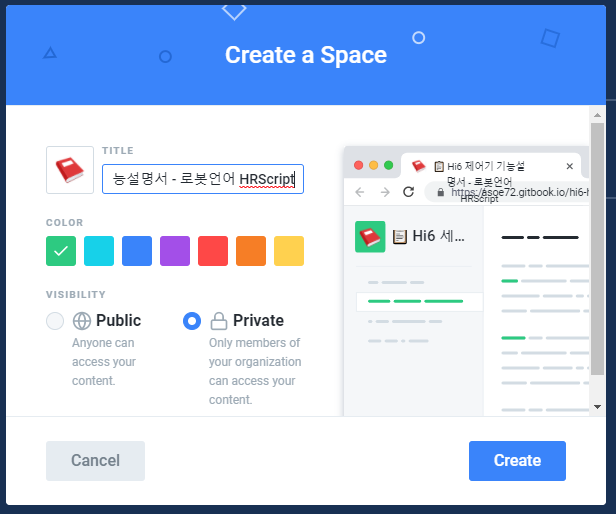 Create a Space
TITLE
능설명서 - 로봇언어 HRScript
COLOR
VISIBILITY
Public
Anyone can
access your
content.
Private
Only members of
your organization
can access your
content.
📋 Hi6 제어기 기능설
명서 - 로봇언어
HRScript
https://
.gitbook.io/hi6-h
📋 Hi6 제...
Cancel
Create